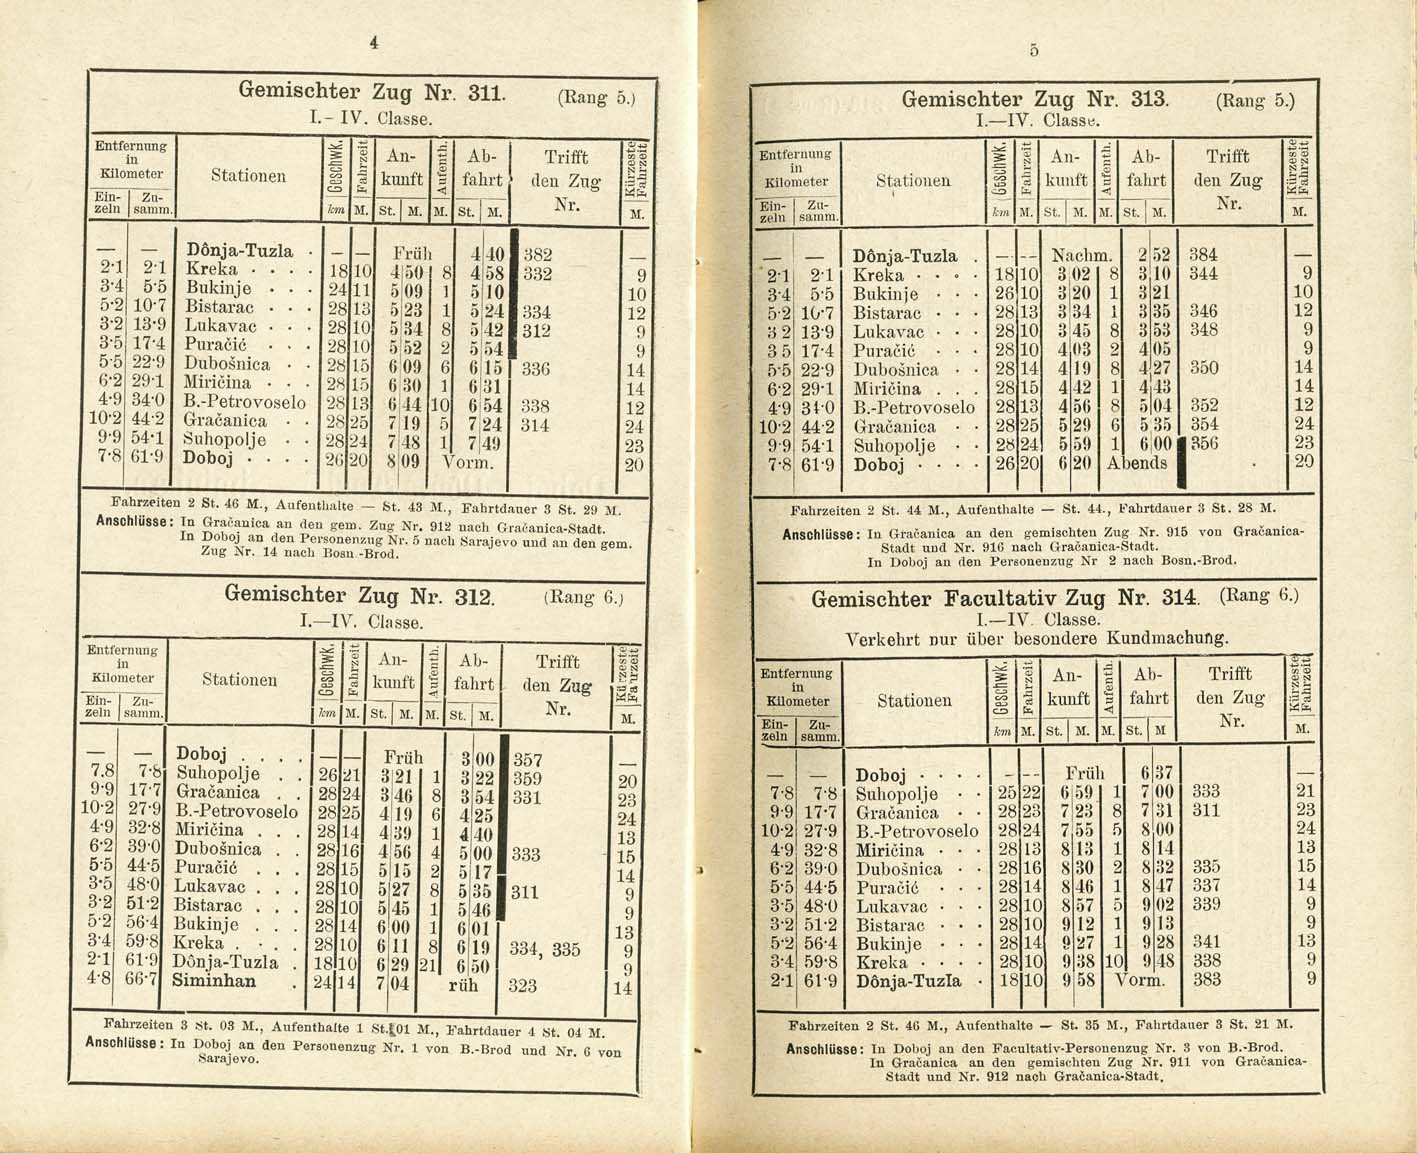 4
Gemischter Zug Nr. 311. (Rang 5.)
I.- IV. Classe.
Entfernung in Kilometer | Stationen | Geschwk. | Fahrzeit | An-kunft | Aufenth. | Ab-fahrt | Trifft den Zug Nr. | Kürzeste Fahrzeit
Ein-zeln | Zu-samm. | km | M. | St. | M. | M. | St. | M. | M.
— — Dônja-Tuzla . — — Früh 4 40 382 —
2·1 2·1 Kreka . . . . 18 10 4 50 8 4 58 332 9
3·4 5·5 Bukinje . . . 24 11 5 09 1 5 10 10
5·2 10·7 Bistarac . . . 28 13 5 23 1 5 24 334 12
3·2 13·9 Lukavac . . . 28 10 5 34 8 5 42 312 9
3·5 17·4 Puračić . . . 28 10 5 52 2 5 54 9
5·5 22·9 Dubošnica . . 28 15 6 09 6 6 15 336 14
6·2 29·1 Miričina . . . 28 15 6 30 1 6 31 14
4·9 34·0 B.-Petrovoselo 28 13 6 44 10 6 54 338 12
10·2 44·2 Gračanica . . 28 25 7 19 5 7 24 314 24
9·9 54·1 Suhopolje . . 28 24 7 48 1 7 49 23
7·8 61·9 Doboj . . . . 26 20 8 09 Vorm. 20
Fahrzeiten 2 St. 46 M., Aufenthalte — St. 43 M., Fahrtdauer 3 St. 29 M.
Anschlüsse: In Gračanica an den gem. Zug Nr. 912 nach Gračanica-Stadt.
In Doboj an den Personenzug Nr. 5 nach Sarajevo und an den gem.
Zug Nr. 14 nach Bosn.-Brod.
Gemischter Zug Nr. 312. (Rang 6.)
I.—IV. Classe.
Entfernung in Kilometer | Stationen | Geschwk. | Fahrzeit | An-kunft | Aufenth. | Ab-fahrt | Trifft den Zug Nr. | Kürzeste Fahrzeit
Ein-zeln | Zu-samm. | km | M. | St. | M. | M. | St. | M. | M.
— — Doboj . . . . — — Früh 3 00 357 —
7.8 7·8 Suhopolje . . 26 21 3 21 1 3 22 359 20
9·9 17·7 Gračanica . . 28 24 3 46 8 3 54 331 23
10·2 27·9 B.-Petrovoselo 28 25 4 19 6 4 25 24
4·9 32·8 Miričina . . . 28 14 4 39 1 4 40 13
6·2 39·0 Dubošnica . . 28 16 4 56 4 5 00 333 15
5·5 44·5 Puračić . . . 28 15 5 15 2 5 17 14
3·5 48·0 Lukavac . . . 28 10 5 27 8 5 35 311 9
3·2 51·2 Bistarac . . . 28 10 5 45 1 5 46 9
5·2 56·4 Bukinje . . . 28 14 6 00 1 6 01 13
3·4 59·8 Kreka . . . . 28 10 6 11 8 6 19 334, 335 9
2·1 61·9 Dônja-Tuzla . 18 10 6 29 21 6 50 9
4·8 66·7 Siminhan . 24 14 7 04 rüh 323 14
Fahrzeiten 3 St. 03 M., Aufenthalte 1 St. 01 M., Fahrtdauer 4 St. 04 M.
Anschlüsse: In Doboj an den Personenzug Nr. 1 von B.-Brod und Nr. 6 von
Sarajevo.
5
Gemischter Zug Nr. 313. (Rang 5.)
I.—IV. Classe.
Entfernung in Kilometer | Stationen | Geschwk. | Fahrzeit | An-kunft | Aufenth. | Ab-fahrt | Trifft den Zug Nr. | Kürzeste Fahrzeit
Ein-zeln | Zu-samm. | km | M. | St. | M. | M. | St. | M. | M.
— — Dônja-Tuzla . — — Nachm. 2 52 384 —
2·1 2·1 Kreka . . . . 18 10 3 02 8 3 10 344 9
3·4 5·5 Bukinje . . . 26 10 3 20 1 3 21 10
5·2 10·7 Bistarac . . . 28 13 3 34 1 3 35 346 12
3 2 13·9 Lukavac . . . 28 10 3 45 8 3 53 348 9
3 5 17·4 Puračić . . . 28 10 4 03 2 4 05 9
5·5 22·9 Dubošnica . . 28 14 4 19 8 4 27 350 14
6·2 29·1 Miričina . . . 28 15 4 42 1 4 43 14
4·9 34·0 B.-Petrovoselo 28 13 4 56 8 5 04 352 12
10·2 44·2 Gračanica . . 28 25 5 29 6 5 35 354 24
9·9 54·1 Suhopolje . . 28 24 5 59 1 6 00 356 23
7·8 61·9 Doboj . . . . 26 20 6 20 Abends 20
Fahrzeiten 2 St. 44 M., Aufenthalte — St. 44., Fahrtdauer 3 St. 28 M.
Anschlüsse: In Gračanica an den gemischten Zug Nr. 915 von Gračanica-
Stadt und Nr. 916 nach Gračanica-Stadt.
In Doboj an den Personenzug Nr 2 nach Bosn.-Brod.
Gemischter Facultativ Zug Nr. 314. (Rang 6.)
I.—IV. Classe.
Verkehrt nur über besondere Kundmachung.
Entfernung in Kilometer | Stationen | Geschwk. | Fahrzeit | An-kunft | Aufenth. | Ab-fahrt | Trifft den Zug Nr. | Kürzeste Fahrzeit
Ein-zeln | Zu-samm. | km | M. | St. | M. | M. | St. | M | M.
— — Doboj . . . . - -- Früh 6 37 —
7·8 7·8 Suhopolje . . 25 22 6 59 1 7 00 333 21
9·9 17·7 Gračanica . . 28 23 7 23 8 7 31 311 23
10·2 27·9 B.-Petrovoselo 28 24 7 55 5 8 00 24
4·9 32·8 Miričina . . . 28 13 8 13 1 8 14 13
6·2 39·0 Dubošnica . . 28 16 8 30 2 8 32 335 15
5·5 44·5 Puračić . . . 28 14 8 46 1 8 47 337 14
3·5 48·0 Lukavac . . . 28 10 8 57 5 9 02 339 9
3·2 51·2 Bistarac . . . 28 10 9 12 1 9 13 9
5·2 56·4 Bukinje . . . 28 14 9 27 1 9 28 341 13
3·4 59·8 Kreka . . . . 28 10 9 38 10 9 48 338 9
2·1 61·9 Dônja-Tuzla . 18 10 9 58 Vorm. 383 9
Fahrzeiten 2 St. 46 M., Aufenthalte — St. 35 M., Fahrtdauer 3 St. 21 M.
Anschlüsse: In Doboj an den Facultativ-Personenzug Nr. 3 von B.-Brod.
In Gračanica an den gemischten Zug Nr. 911 von Gračanica-
Stadt und Nr. 912 nach Gračanica-Stadt.